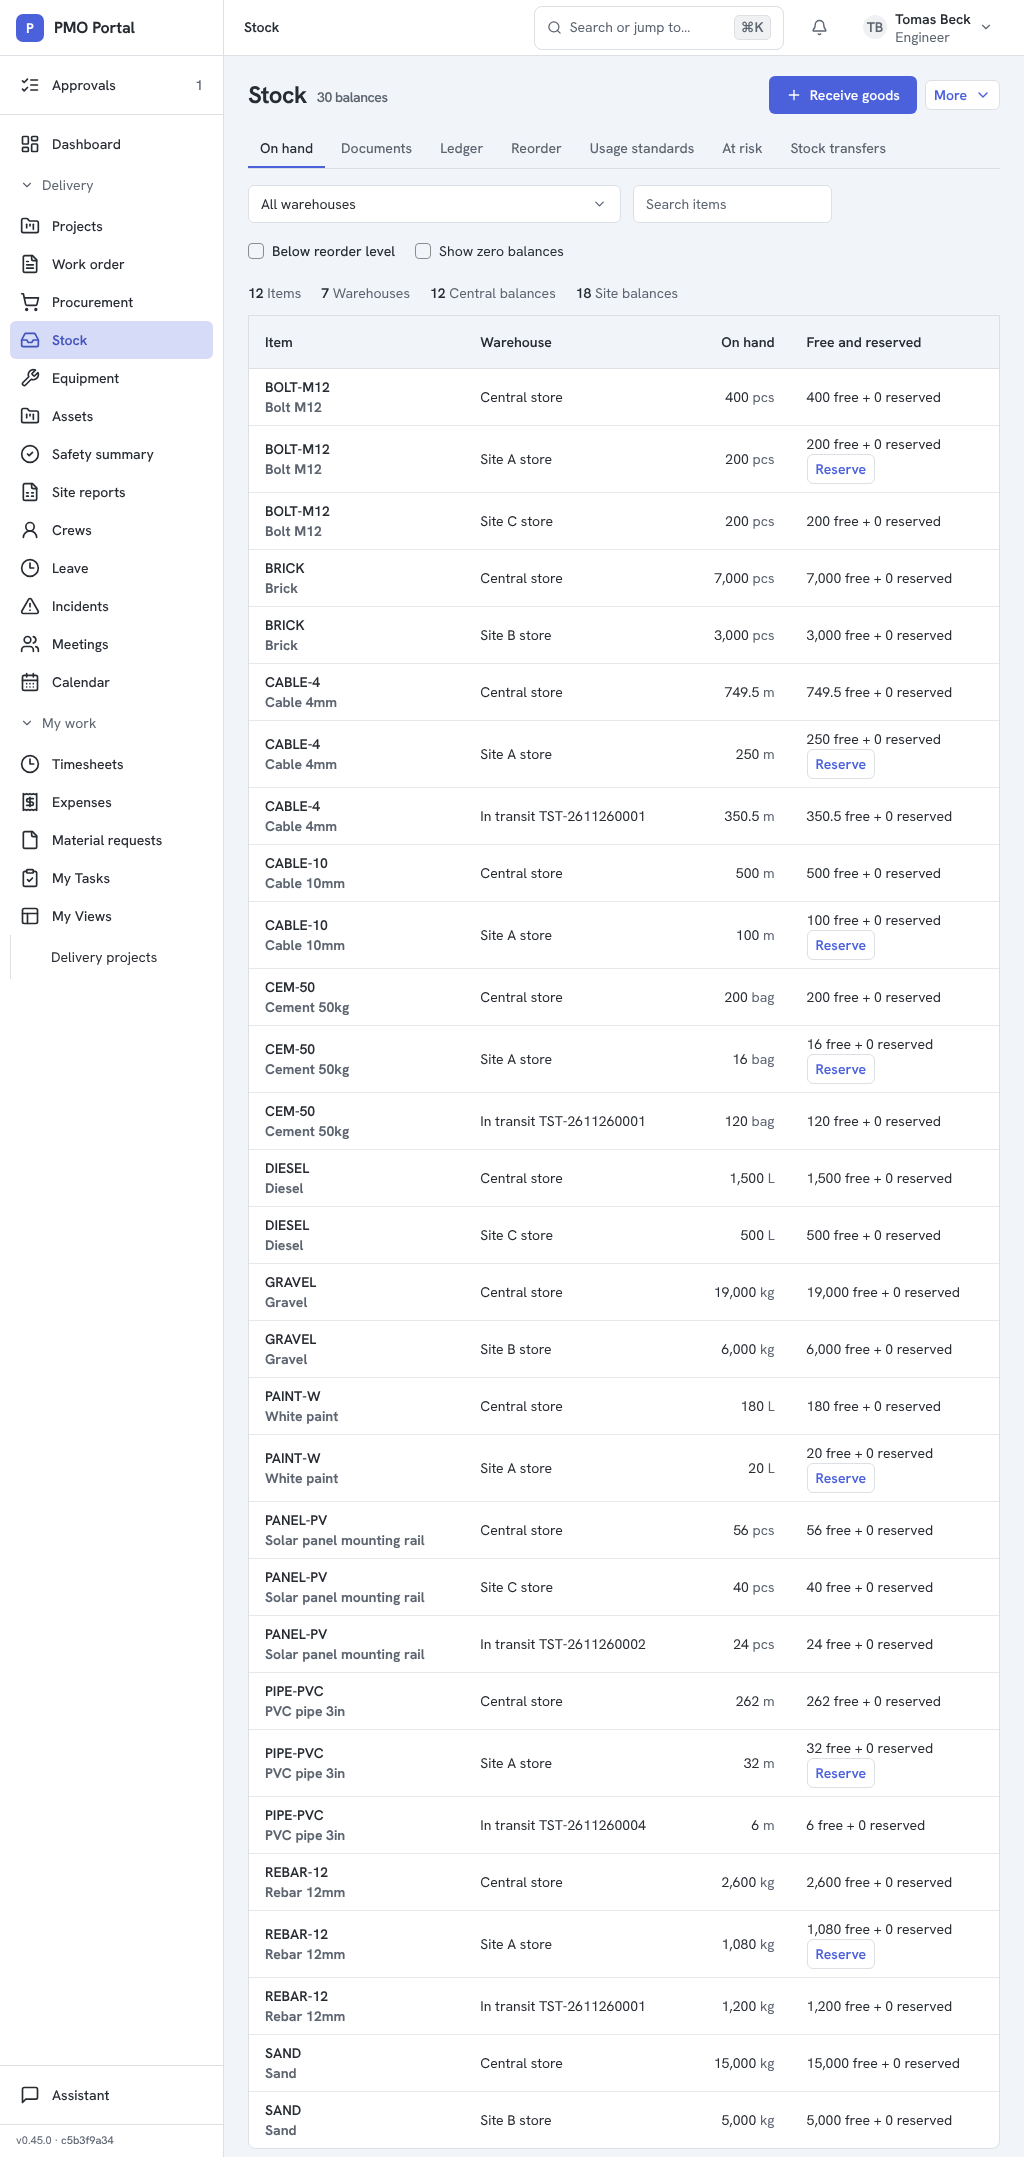 P PMO Portal
Stock
Search or jump to... ⌘K
TB Tomas Beck
Engineer
Approvals 1
Dashboard
Delivery
Projects
Work order
Procurement
Stock
Equipment
Assets
Safety summary
Site reports
Crews
Leave
Incidents
Meetings
Calendar
My work
Timesheets
Expenses
Material requests
My Tasks
My Views
Delivery projects
Assistant
v0.45.0 · c5b3f9a34
Stock 30 balances
Receive goods More
On hand Documents Ledger Reorder Usage standards At risk Stock transfers
All warehouses Search items
Below reorder level Show zero balances
12 Items 7 Warehouses 12 Central balances 18 Site balances
Item Warehouse On hand Free and reserved
BOLT-M12
Bolt M12
Central store 400 pcs 400 free + 0 reserved
BOLT-M12
Bolt M12
Site A store 200 pcs 200 free + 0 reserved
Reserve
BOLT-M12
Bolt M12
Site C store 200 pcs 200 free + 0 reserved
BRICK
Brick
Central store 7,000 pcs 7,000 free + 0 reserved
BRICK
Brick
Site B store 3,000 pcs 3,000 free + 0 reserved
CABLE-4
Cable 4mm
Central store 749.5 m 749.5 free + 0 reserved
CABLE-4
Cable 4mm
Site A store 250 m 250 free + 0 reserved
Reserve
CABLE-4
Cable 4mm
In transit TST-2611260001 350.5 m 350.5 free + 0 reserved
CABLE-10
Cable 10mm
Central store 500 m 500 free + 0 reserved
CABLE-10
Cable 10mm
Site A store 100 m 100 free + 0 reserved
Reserve
CEM-50
Cement 50kg
Central store 200 bag 200 free + 0 reserved
CEM-50
Cement 50kg
Site A store 16 bag 16 free + 0 reserved
Reserve
CEM-50
Cement 50kg
In transit TST-2611260001 120 bag 120 free + 0 reserved
DIESEL
Diesel
Central store 1,500 L 1,500 free + 0 reserved
DIESEL
Diesel
Site C store 500 L 500 free + 0 reserved
GRAVEL
Gravel
Central store 19,000 kg 19,000 free + 0 reserved
GRAVEL
Gravel
Site B store 6,000 kg 6,000 free + 0 reserved
PAINT-W
White paint
Central store 180 L 180 free + 0 reserved
PAINT-W
White paint
Site A store 20 L 20 free + 0 reserved
Reserve
PANEL-PV
Solar panel mounting rail
Central store 56 pcs 56 free + 0 reserved
PANEL-PV
Solar panel mounting rail
Site C store 40 pcs 40 free + 0 reserved
PANEL-PV
Solar panel mounting rail
In transit TST-2611260002 24 pcs 24 free + 0 reserved
PIPE-PVC
PVC pipe 3in
Central store 262 m 262 free + 0 reserved
PIPE-PVC
PVC pipe 3in
Site A store 32 m 32 free + 0 reserved
Reserve
PIPE-PVC
PVC pipe 3in
In transit TST-2611260004 6 m 6 free + 0 reserved
REBAR-12
Rebar 12mm
Central store 2,600 kg 2,600 free + 0 reserved
REBAR-12
Rebar 12mm
Site A store 1,080 kg 1,080 free + 0 reserved
Reserve
REBAR-12
Rebar 12mm
In transit TST-2611260001 1,200 kg 1,200 free + 0 reserved
SAND
Sand
Central store 15,000 kg 15,000 free + 0 reserved
SAND
Sand
Site B store 5,000 kg 5,000 free + 0 reserved